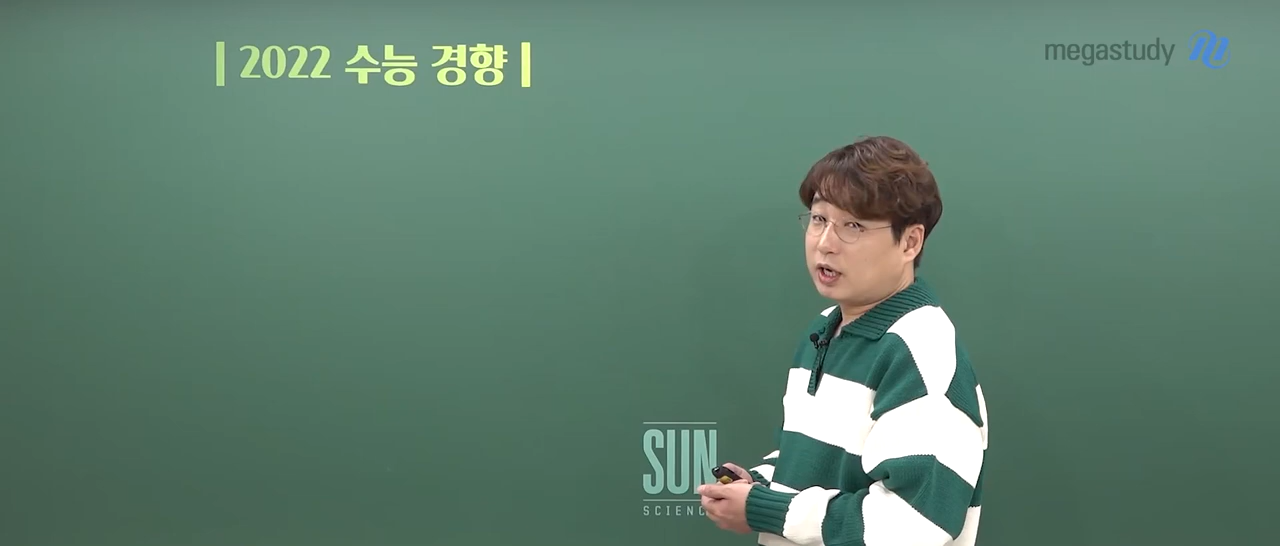 | 2022 수능 경향 |
megastudy
SUN
SCIENC